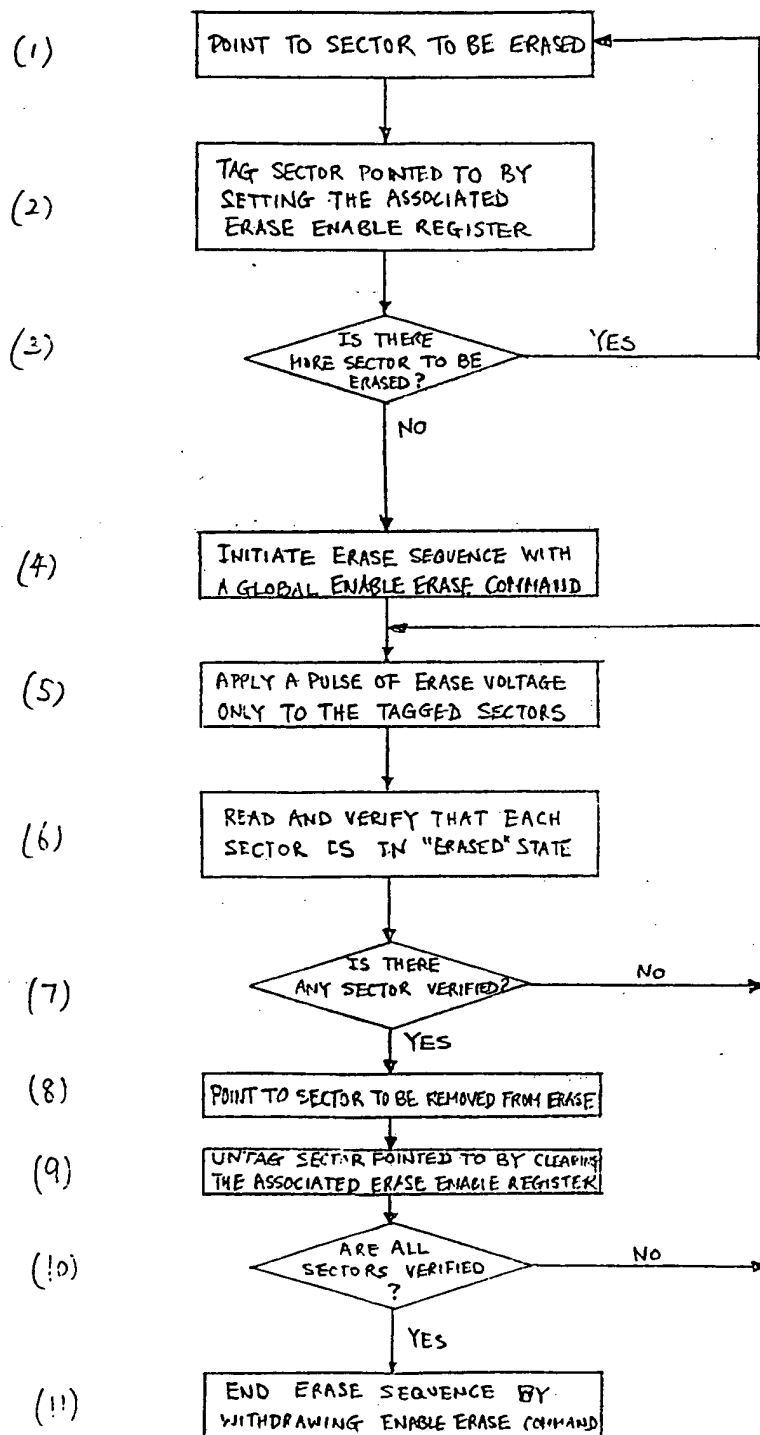 (1)
POINT TO SECTOR TO BE ERASED
(2)
TAG SECTOR POINTED TO BY
SETTING THE ASSOCIATED
ERASE ENABLE REGISTER
(3)
IS THERE
MORE SECTOR TO BE
ERASED?
YES
NO
(4)
INITIATE ERASE SEQUENCE WITH
A GLOBAL ENABLE ERASE COMMAND
(5)
APPLY A PULSE OF ERASE VOLTAGE
ONLY TO THE TAGGED SECTORS
(6)
READ AND VERIFY THAT EACH
SECTOR IS IN "ERASED" STATE
(7)
IS THERE
ANY SECTOR VERIFIED?
NO
YES
(8)
POINT TO SECTOR TO BE REMOVED FROM ERASE
(9)
UNTAG SECTOR POINTED TO BY CLEARING
THE ASSOCIATED ERASE ENABLE REGISTER
(10)
ARE ALL
SECTORS VERIFIED
?
NO
YES
(11)
END ERASE SEQUENCE BY
WITHDRAWING ENABLE ERASE COMMAND